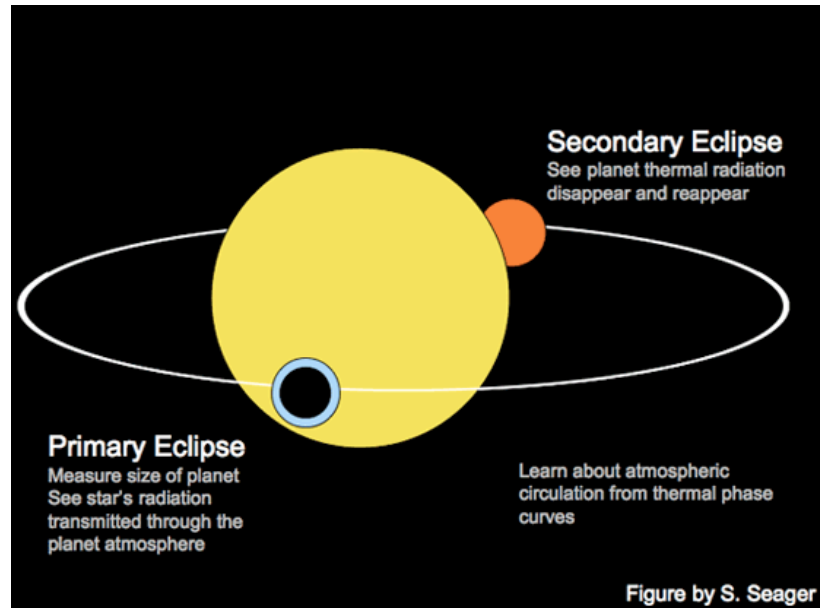 Secondary Eclipse
See planet thermal radiation
disappear and reappear
Primary Eclipse
Measure size of planet
See star's radiation
transmitted through the
planet atmosphere
Learn about atmospheric
circulation from thermal phase
curves
Figure by S. Seager